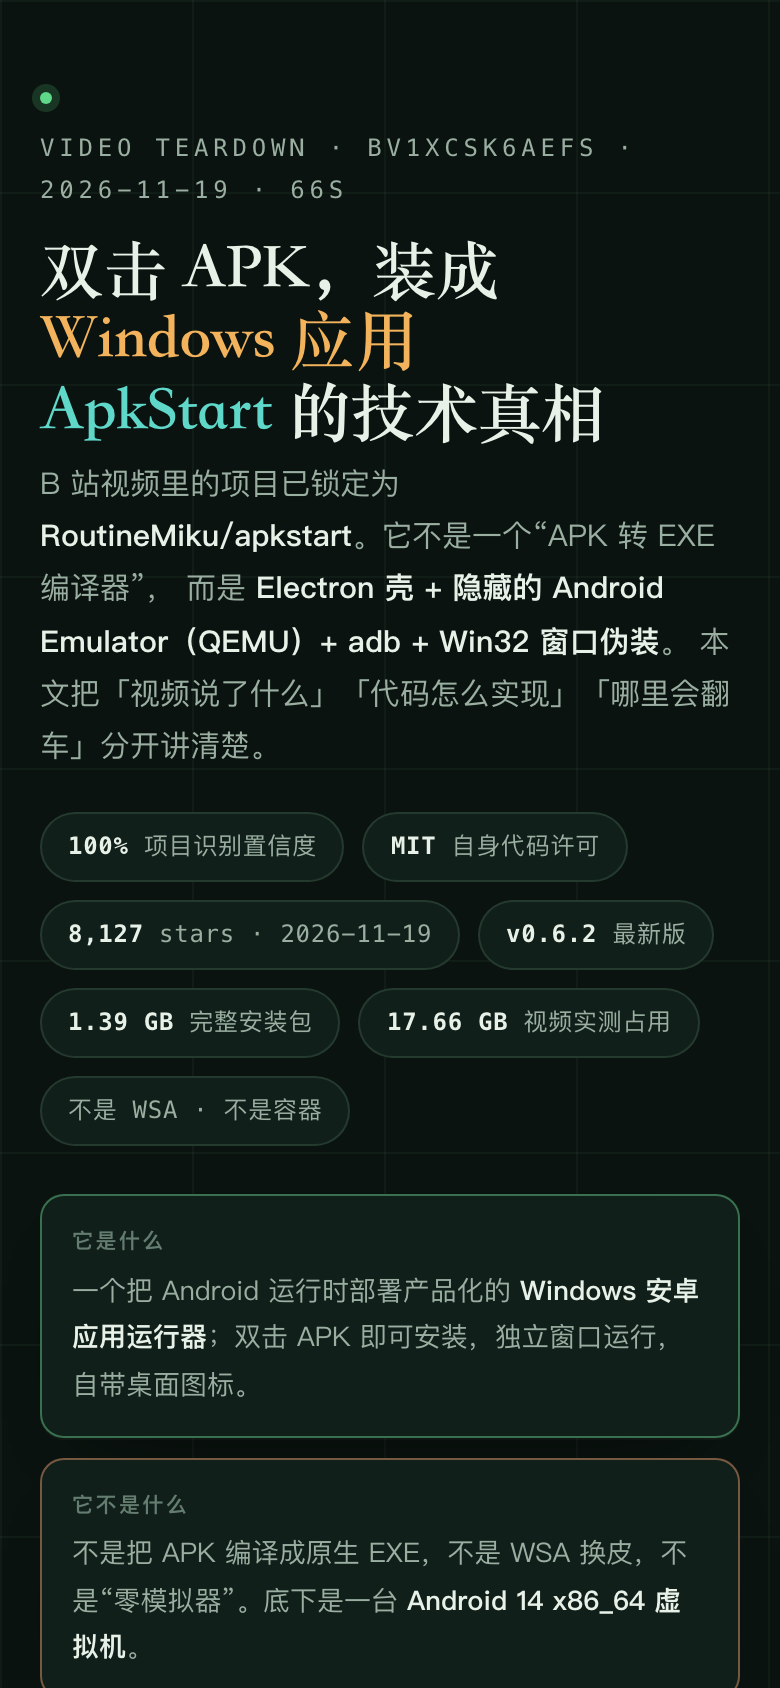 VIDEO TEARDOWN · BV1XCSK6AEFS ·
2026-11-19 · 66S
双击 APK，装成
Windows 应用
ApkStart 的技术真相
B 站视频里的项目已锁定为
RoutineMiku/apkstart。它不是一个“APK 转 EXE
编译器”， 而是 Electron 壳 + 隐藏的 Android
Emulator（QEMU）+ adb + Win32 窗口伪装。 本
文把「视频说了什么」「代码怎么实现」「哪里会翻
车」分开讲清楚。
100% 项目识别置信度
MIT 自身代码许可
8,127 stars · 2026-11-19
v0.6.2 最新版
1.39 GB 完整安装包
17.66 GB 视频实测占用
不是 WSA · 不是容器
它是什么
一个把 Android 运行时部署产品化的 Windows 安卓
应用运行器；双击 APK 即可安装，独立窗口运行，
自带桌面图标。
它不是什么
不是把 APK 编译成原生 EXE，不是 WSA 换皮，不
是“零模拟器”。底下是一台 Android 14 x86_64 虚
拟机。